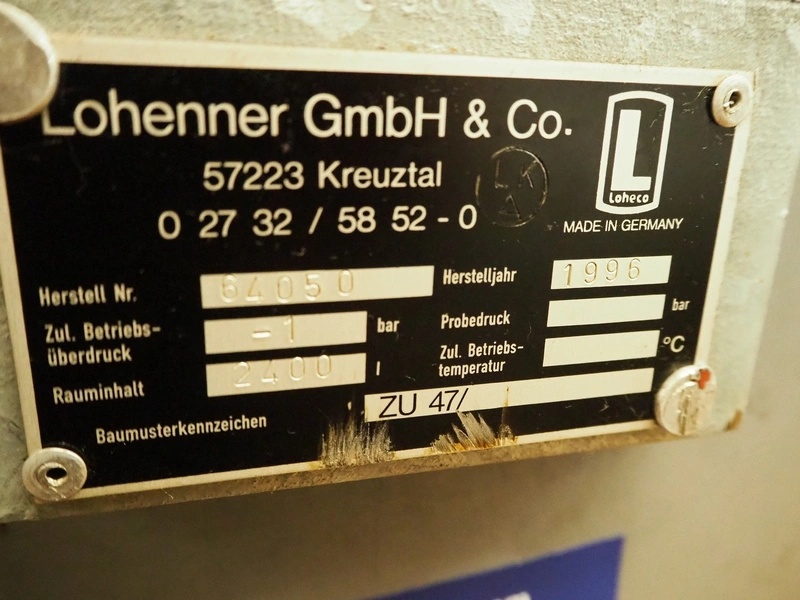 Lohenner GmbH & Co.
57223 Kreuztal
0 27 32 / 58 52 - 0
L
Loheco
MADE IN GERMANY
Herstell Nr. 64050
Herstelljahr 1996
Zul. Betriebs-
überdruck -1 bar
Probedruck bar
Rauminhalt 2400 l
Zul. Betriebs-
temperatur °C
Baumusterkennzeichen ZU 47/